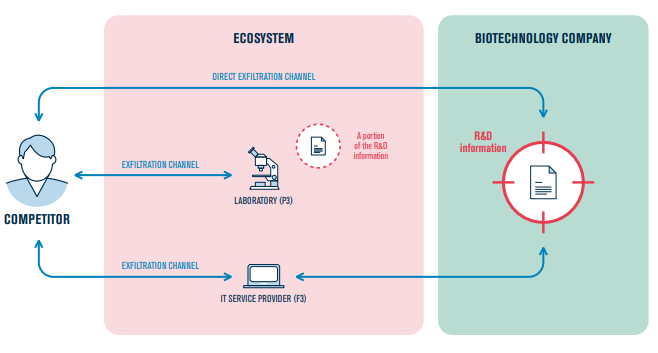 ECOSYSTEM
BIOTECHNOLOGY COMPANY
DIRECT EXFILTRATION CHANNEL
R&D
information
A portion
of the R&D
information
EXFILTRATION CHANNEL
LABORATORY (P3)
COMPETITOR
EXFILTRATION CHANNEL
IT SERVICE PROVIDER (F3)